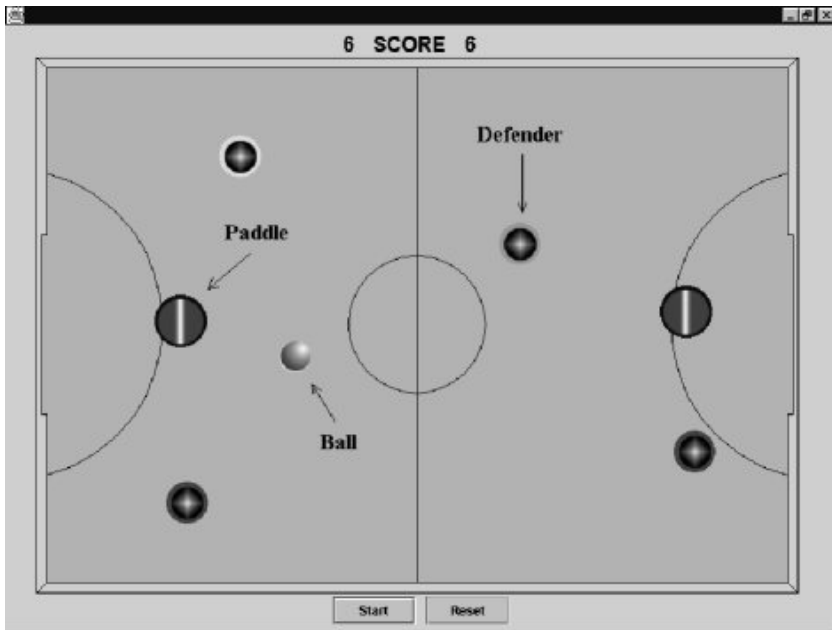 6 SCORE 6
Defender
Paddle
Ball
Start
Reset